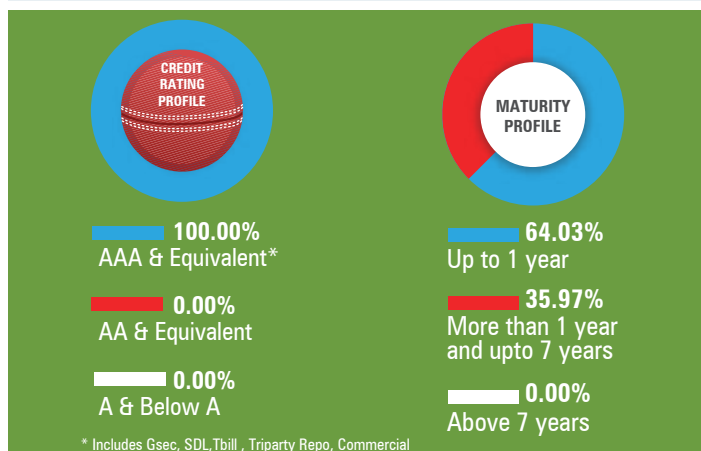 CREDIT
RATING
PROFILE
100.00%
AAA & Equivalent*
0.00%
AA & Equivalent
0.00%
A & Below A
* Includes Gsec, SDL,Tbill , Triparty Repo, Commercial
MATURITY
PROFILE
64.03%
Up to 1 year
35.97%
More than 1 year
and upto 7 years
0.00%
Above 7 years